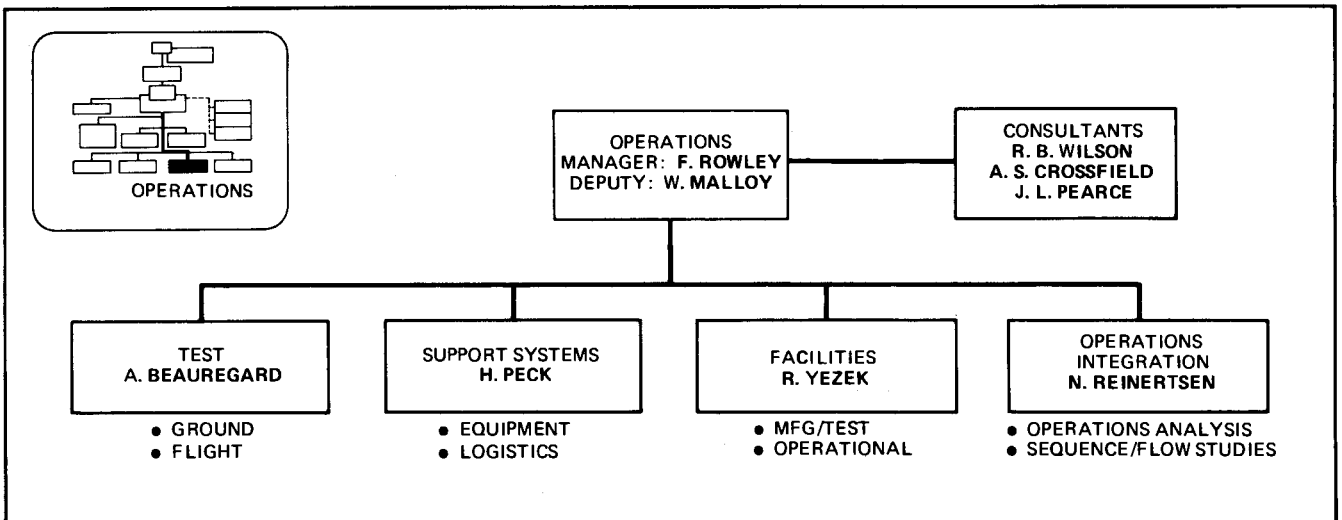 OPERATIONS
OPERATIONS
MANAGER: F. ROWLEY
DEPUTY: W. MALLOY
CONSULTANTS
R. B. WILSON
A. S. CROSSFIELD
J. L. PEARCE
TEST
A. BEAUREGARD
● GROUND
● FLIGHT
SUPPORT SYSTEMS
H. PECK
● EQUIPMENT
● LOGISTICS
FACILITIES
R. YEZEK
● MFG/TEST
● OPERATIONAL
OPERATIONS
INTEGRATION
N. REINERTSEN
● OPERATIONS ANALYSIS
● SEQUENCE/FLOW STUDIES